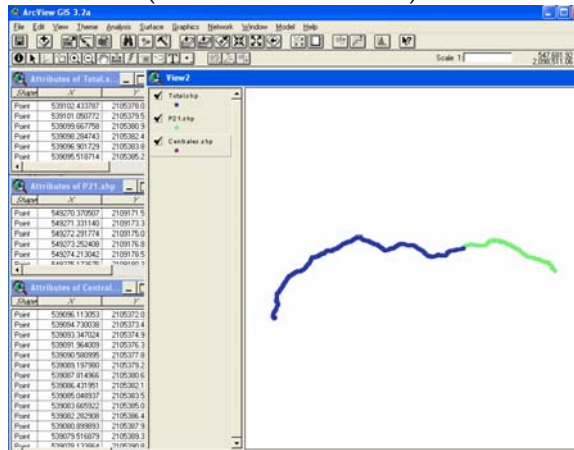 ArcView GIS 3.2a
File Edit View Theme Analysis Surface Graphics Network Window Model Help
Scale 1:
547,681.92
2,098,511.06
Attributes of Total.s...
Shape X Y
Point 539102.433787 2105378.0
Point 539101.050772 2105379.5
Point 539099.667758 2105380.9
Point 539098.284743 2105382.4
Point 539096.901729 2105383.8
Point 539095.518714 2105385.2
Attributes of P21.shp
Shape X Y
Point 549270.370507 2109171.5
Point 549271.331140 2109173.3
Point 549272.291774 2109175.0
Point 549273.252408 2109176.8
Point 549274.213042 2109178.5
Attributes of Central...
Shape X Y
Point 539096.113053 2105372.0
Point 539094.730038 2105373.4
Point 539093.347024 2105374.9
Point 539091.964009 2105376.3
Point 539090.580995 2105377.8
Point 539089.197980 2105379.2
Point 539087.814966 2105380.6
Point 539086.431951 2105382.1
Point 539085.048937 2105383.5
Point 539083.665922 2105385.0
Point 539082.282908 2105386.4
Point 539080.899893 2105387.9
Point 539079.516879 2105389.3
View2
Total.shp
P21.shp
Centrales.shp